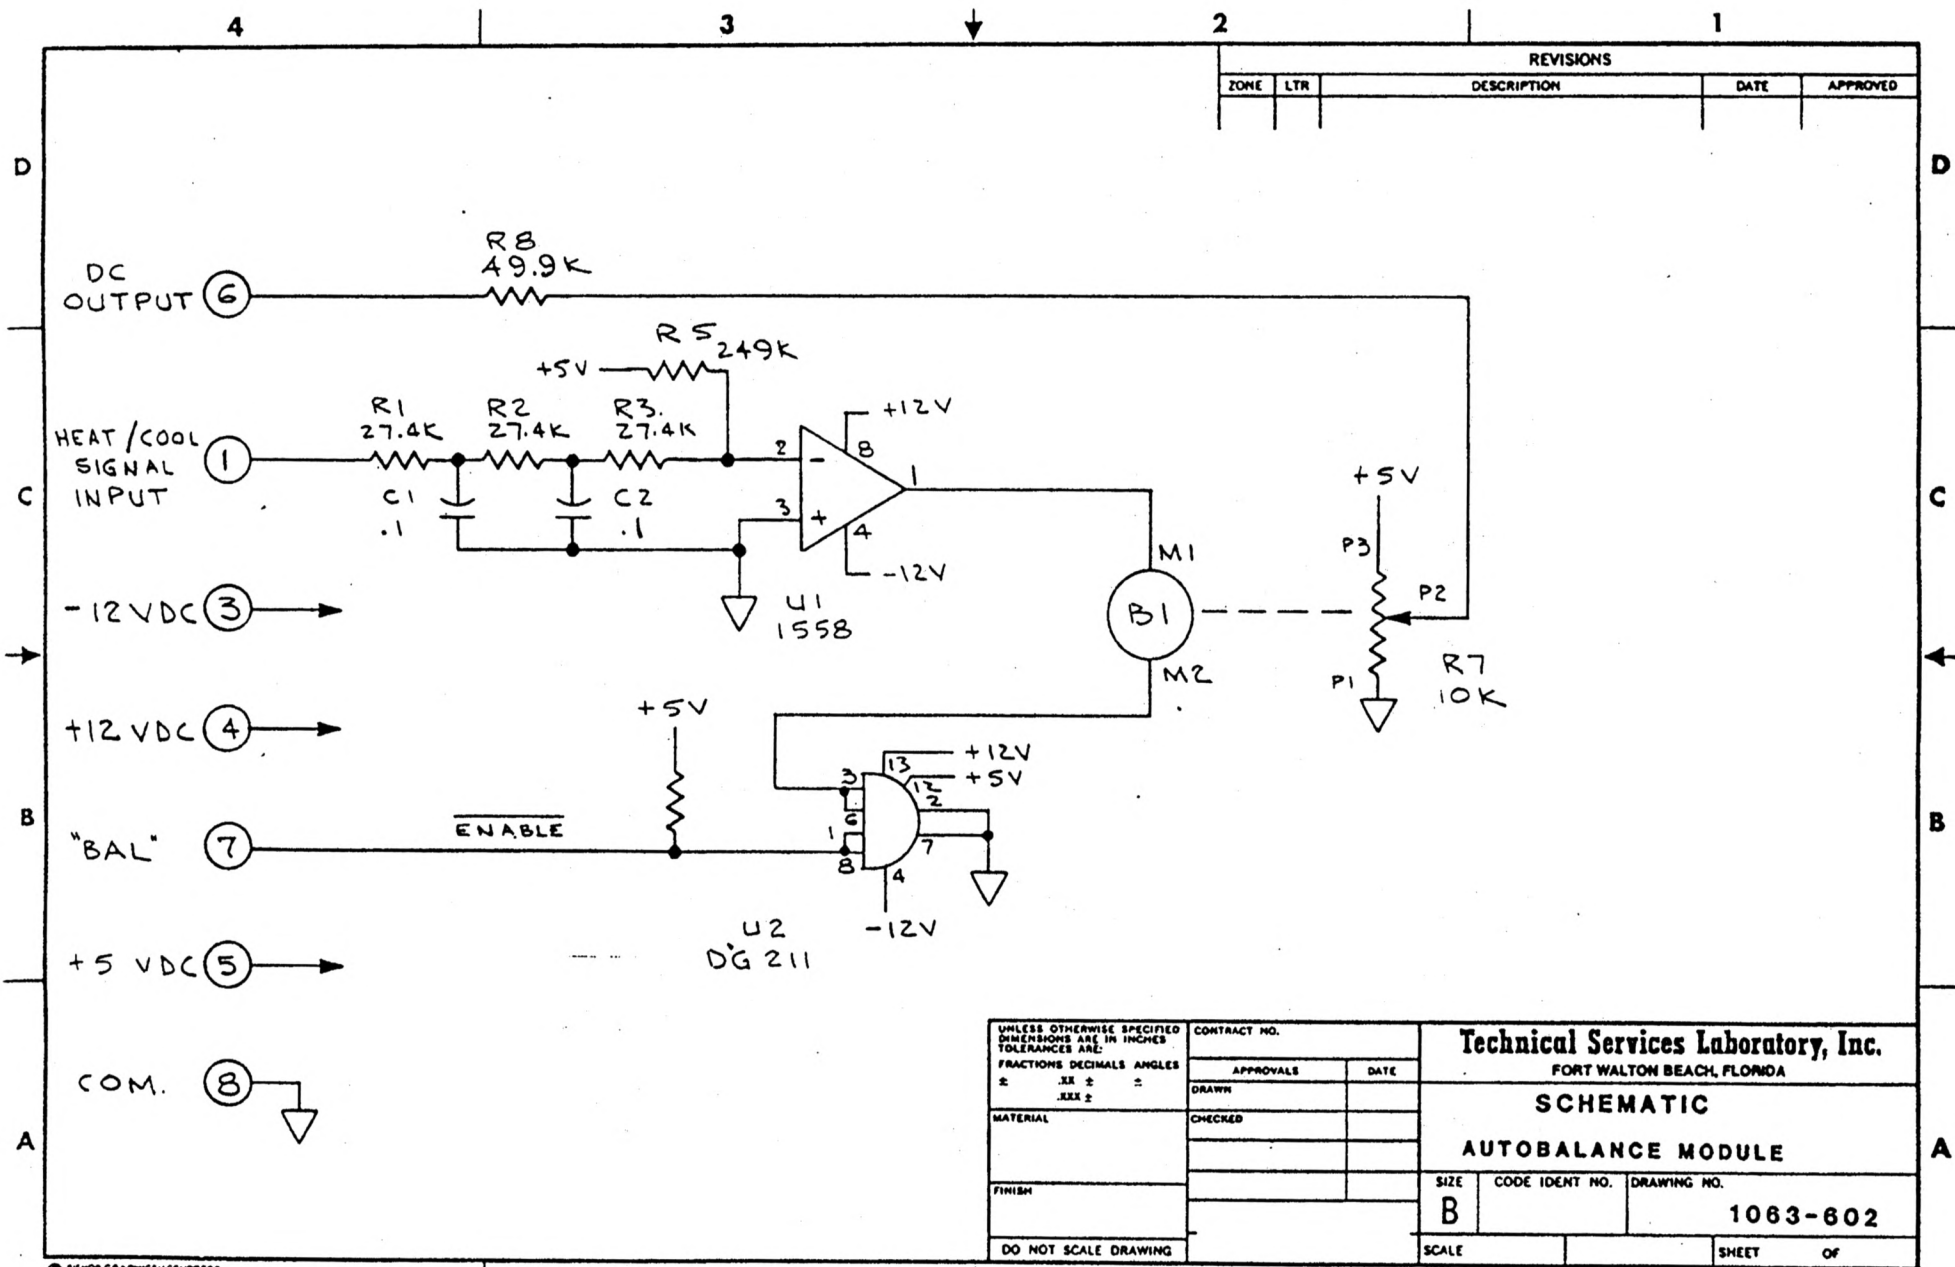 4 3 2 1
REVISIONS
ZONE LTR DESCRIPTION DATE APPROVED
D D
R8
49.9K
DC
OUTPUT 6
R5
249K
+5V
R1 R2 R3.
27.4K 27.4K 27.4K
+12V
HEAT/COOL
SIGNAL
INPUT
1
2 - 8
1
C1
.1
C2
.1
3 + 4
-12V
+5V
C C
P3
M1
P2
B1
U1
1558
-12VDC 3
M2
P1
R7
10K
+5V
+12VDC 4
13 +12V
12 +5V
3 2
6
1
7
8 4
B B
ENABLE
"BAL" 7
-12V
U2
DG211
+5 VDC 5
COM. 8
A A
UNLESS OTHERWISE SPECIFIED
DIMENSIONS ARE IN INCHES
TOLERANCES ARE:
FRACTIONS DECIMALS ANGLES
± .XX ± ±
.XXX ±
MATERIAL
FINISH
DO NOT SCALE DRAWING
CONTRACT NO.
APPROVALS DATE
DRAWN
CHECKED
Technical Services Laboratory, Inc.
FORT WALTON BEACH, FLORIDA
SCHEMATIC
AUTOBALANCE MODULE
SIZE CODE IDENT NO. DRAWING NO.
B 1063-602
SCALE SHEET OF